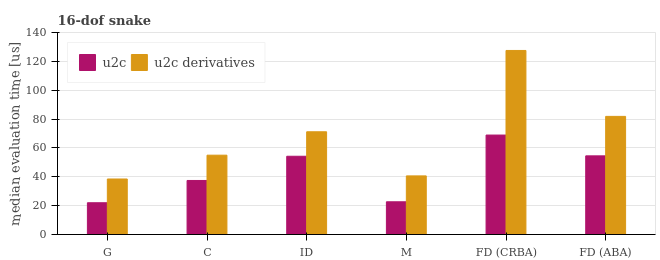 16-dof snake
median evaluation time [us]
140
120
100
80
60
40
20
0
u2c
u2c derivatives
G
C
ID
M
FD (CRBA)
FD (ABA)